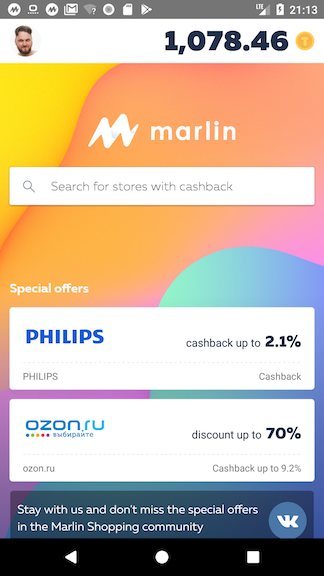 LTE 21:13
1,078.46 T
marlin
Search for stores with cashback
Special offers
PHILIPS
cashback up to 2.1%
PHILIPS Cashback
ozon.ru
выбирайте
discount up to 70%
ozon.ru Cashback up to 9.2%
Stay with us and don't miss the special offers
in the Marlin Shopping community